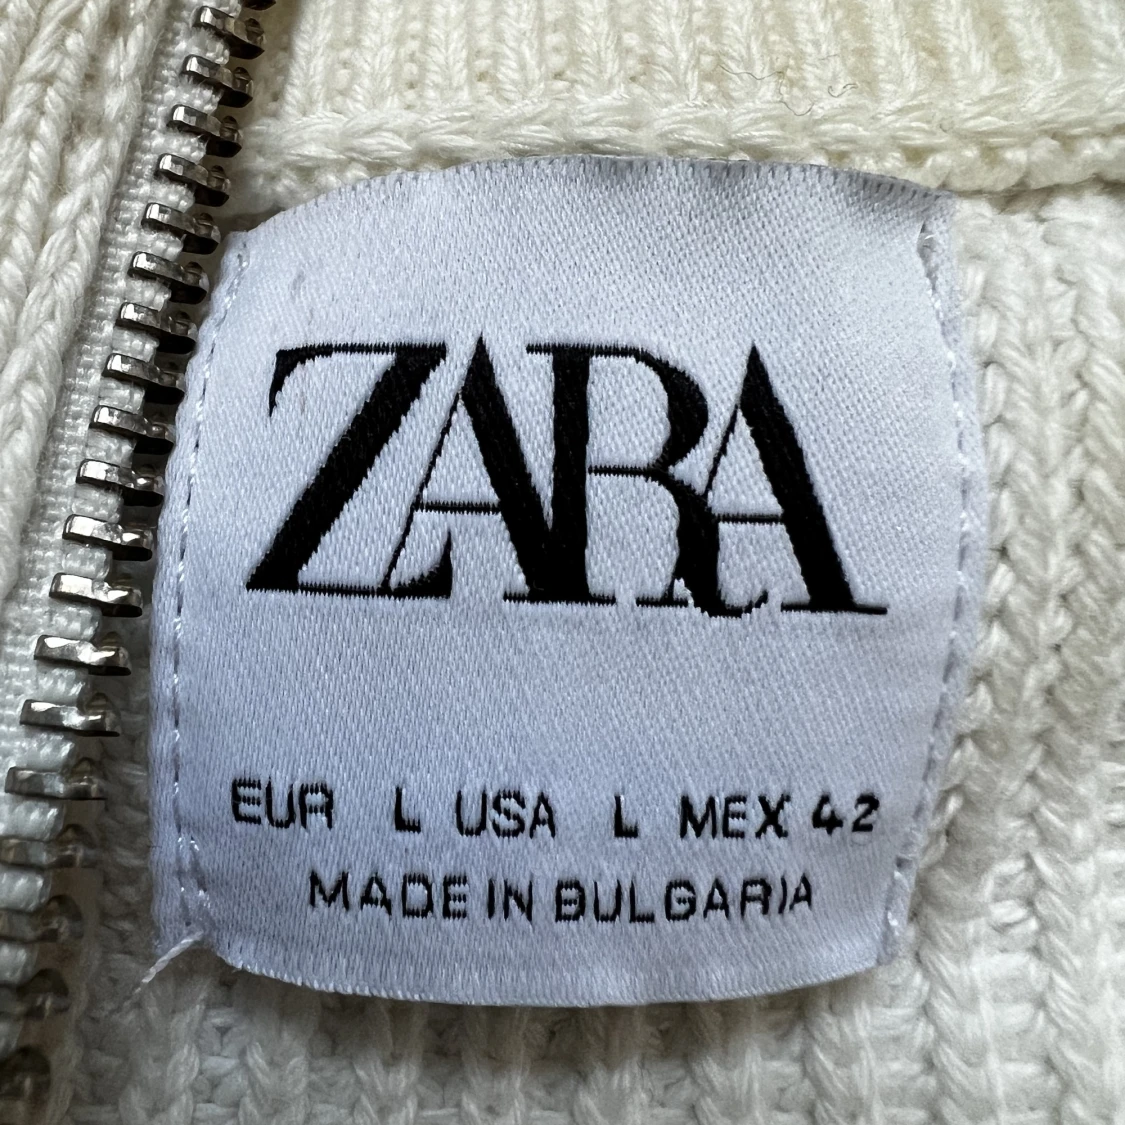 ZARA
EUR L USA L MEX 42
MADE IN BULGARIA